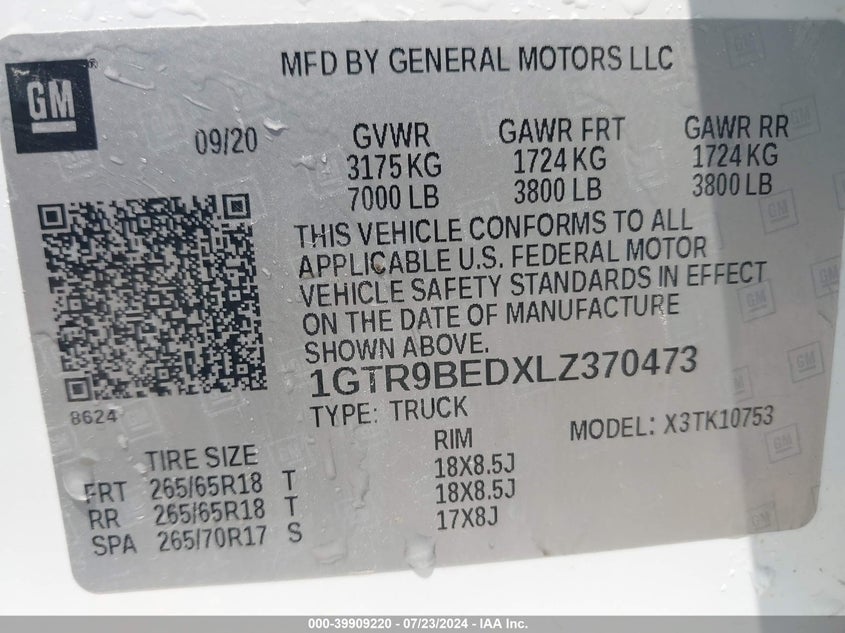 GM
®
MFD BY GENERAL MOTORS LLC
09/20
GVWR GAWR FRT GAWR RR
3175 KG 1724 KG 1724 KG
7000 LB 3800 LB 3800 LB
THIS VEHICLE CONFORMS TO ALL
APPLICABLE U.S. FEDERAL MOTOR
VEHICLE SAFETY STANDARDS IN EFFECT
ON THE DATE OF MANUFACTURE
SHOWN ABOVE.
1GTR9BEDXLZ370473
8624
TYPE: TRUCK
MODEL: X3TK10753
TIRE SIZE RIM
FRT 265/65R18 T 18X8.5J
RR 265/65R18 T 18X8.5J
SPA 265/70R17 S 17X8J
000-39909220 - 07/23/2024 - IAA Inc.